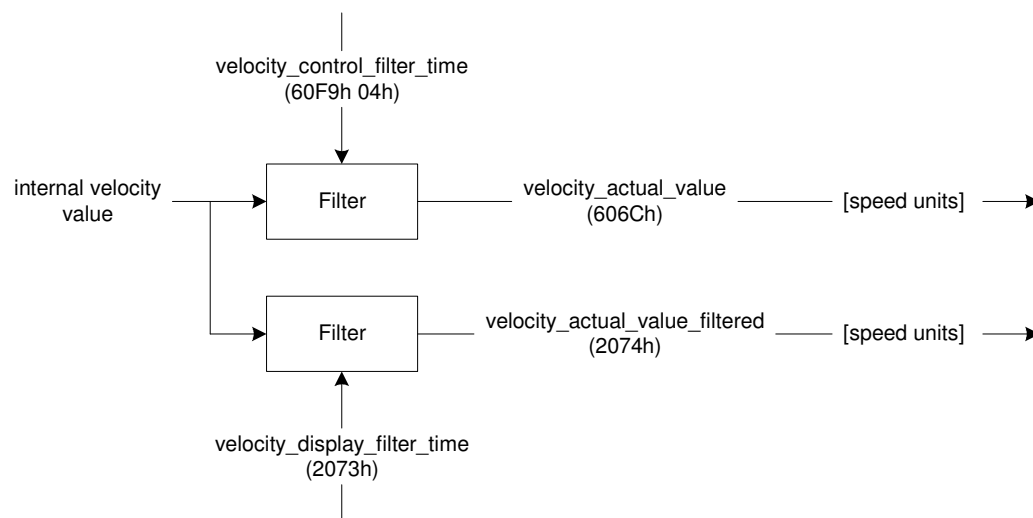 velocity_control_filter_time
(60F9h 04h)
internal velocity
value
Filter
velocity_actual_value
(606Ch)
[speed units]
Filter
velocity_actual_value_filtered
(2074h)
[speed units]
velocity_display_filter_time
(2073h)